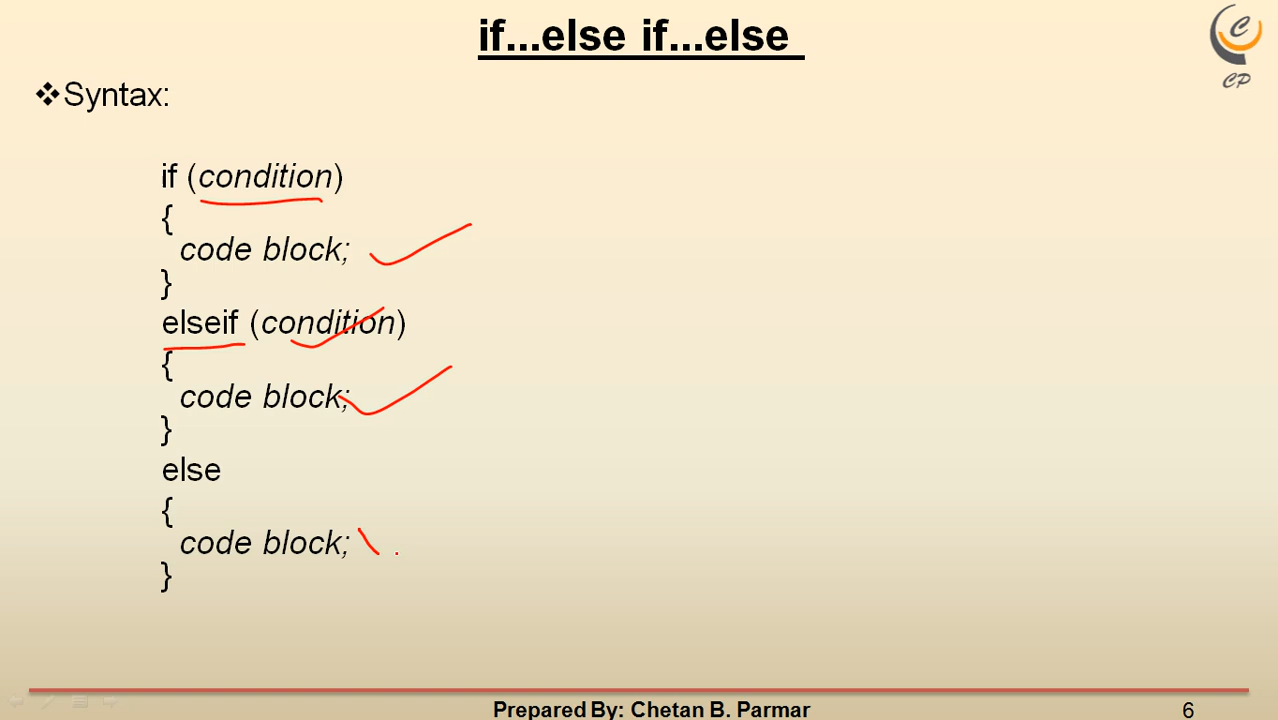 if...else if...else
C
CP
❖Syntax:
if (condition)
{
code block;
}
elseif (condition)
{
code block;
}
else
{
code block;
}
Prepared By: Chetan B. Parmar
6